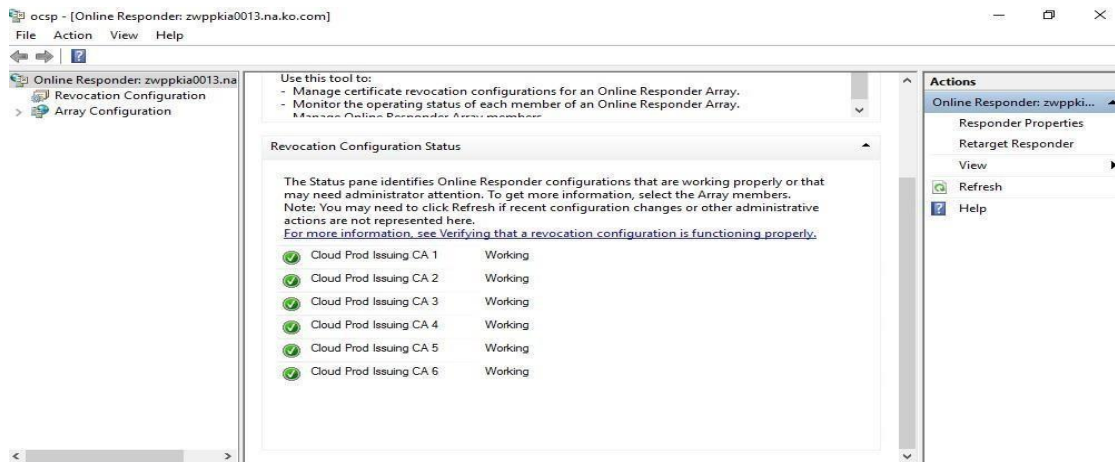 ocsp - [Online Responder: zwppkia0013.na.ko.com]
File Action View Help
Online Responder: zwppkia0013.na
Revocation Configuration
Array Configuration
Use this tool to:
- Manage certificate revocation configurations for an Online Responder Array.
- Monitor the operating status of each member of an Online Responder Array.
- Manage Online Responder Array members
Revocation Configuration Status
The Status pane identifies Online Responder configurations that are working properly or that
may need administrator attention. To get more information, select the Array members.
Note: You may need to click Refresh if recent configuration changes or other administrative
actions are not represented here.
For more information, see Verifying that a revocation configuration is functioning properly.
Cloud Prod Issuing CA 1 Working
Cloud Prod Issuing CA 2 Working
Cloud Prod Issuing CA 3 Working
Cloud Prod Issuing CA 4 Working
Cloud Prod Issuing CA 5 Working
Cloud Prod Issuing CA 6 Working
Actions
Online Responder: zwppki...
Responder Properties
Retarget Responder
View
Refresh
Help